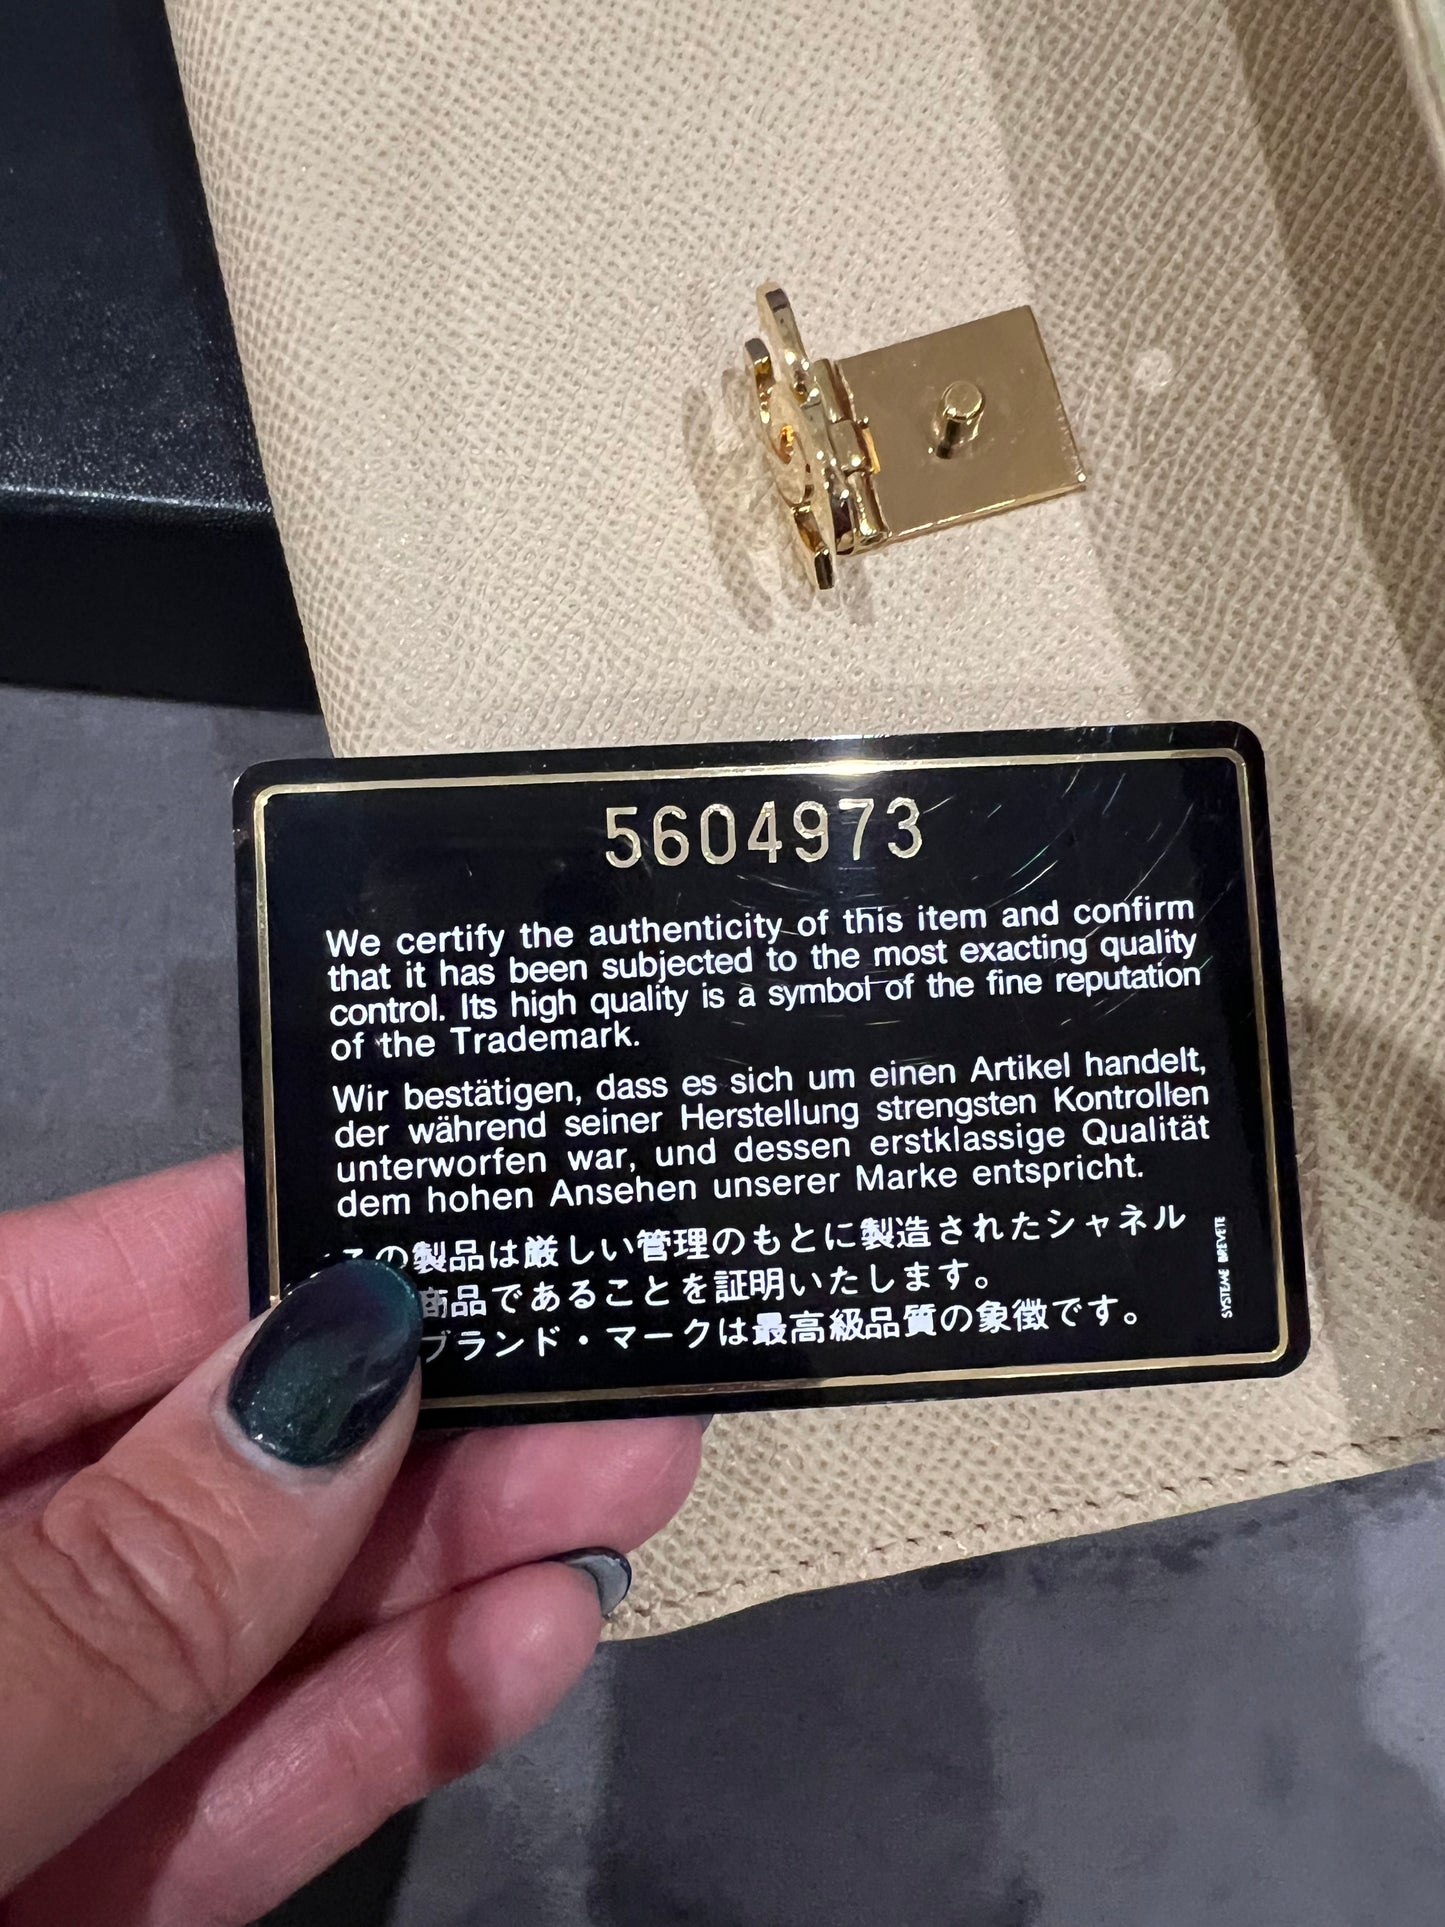 5604973
We certify the authenticity of this item and confirm
that it has been subjected to the most exacting quality
control. Its high quality is a symbol of the fine reputation
of the Trademark.
Wir bestätigen, dass es sich um einen Artikel handelt,
der während seiner Herstellung strengsten Kontrollen
unterworfen war, und dessen erstklassige Qualität
dem hohen Ansehen unserer Marke entspricht.
この製品は厳しい管理のもとに製造されたシャネル
商品であることを証明いたします。
ブランド・マークは最高級品質の象徴です。
SYSTEME BREVETE